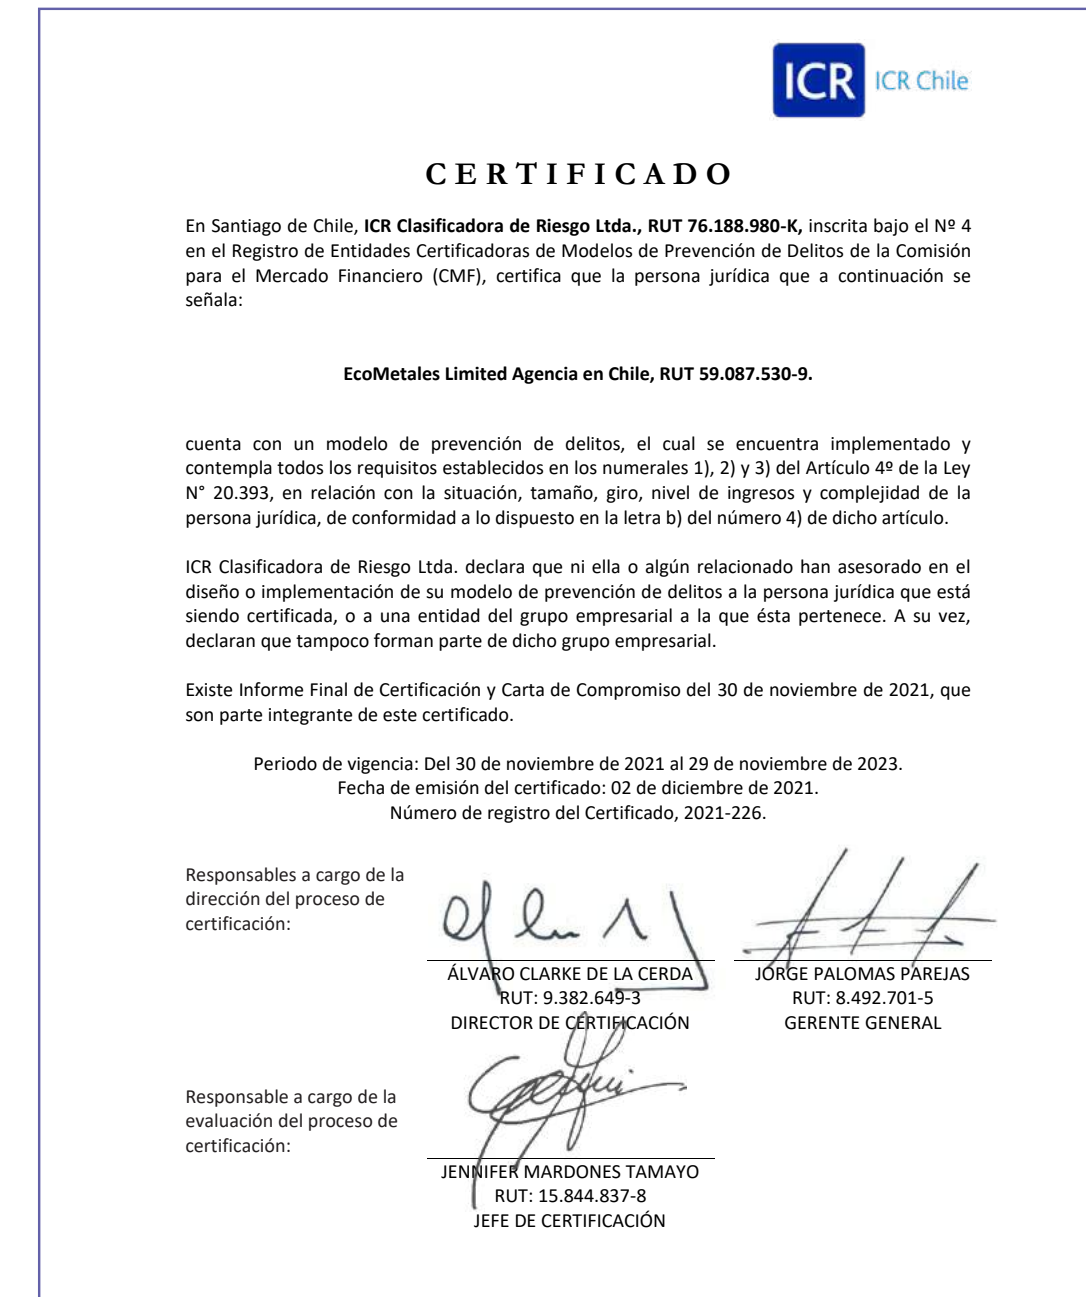 ICR ICR Chile
CERTIFICADO
En Santiago de Chile, ICR Clasificadora de Riesgo Ltda., RUT 76.188.980-K, inscrita bajo el Nº 4
en el Registro de Entidades Certificadoras de Modelos de Prevención de Delitos de la Comisión
para el Mercado Financiero (CMF), certifica que la persona jurídica que a continuación se
señala:
EcoMetales Limited Agencia en Chile, RUT 59.087.530-9.
cuenta con un modelo de prevención de delitos, el cual se encuentra implementado y
contempla todos los requisitos establecidos en los numerales 1), 2) y 3) del Artículo 4º de la Ley
N° 20.393, en relación con la situación, tamaño, giro, nivel de ingresos y complejidad de la
persona jurídica, de conformidad a lo dispuesto en la letra b) del número 4) de dicho artículo.
ICR Clasificadora de Riesgo Ltda. declara que ni ella o algún relacionado han asesorado en el
diseño o implementación de su modelo de prevención de delitos a la persona jurídica que está
siendo certificada, o a una entidad del grupo empresarial a la que ésta pertenece. A su vez,
declaran que tampoco forman parte de dicho grupo empresarial.
Existe Informe Final de Certificación y Carta de Compromiso del 30 de noviembre de 2021, que
son parte integrante de este certificado.
Periodo de vigencia: Del 30 de noviembre de 2021 al 29 de noviembre de 2023.
Fecha de emisión del certificado: 02 de diciembre de 2021.
Número de registro del Certificado, 2021-226.
Responsables a cargo de la
dirección del proceso de
certificación:
ÁLVARO CLARKE DE LA CERDA
RUT: 9.382.649-3
DIRECTOR DE CERTIFICACIÓN
JORGE PALOMAS PAREJAS
RUT: 8.492.701-5
GERENTE GENERAL
Responsable a cargo de la
evaluación del proceso de
certificación:
JENNIFER MARDONES TAMAYO
RUT: 15.844.837-8
JEFE DE CERTIFICACIÓN